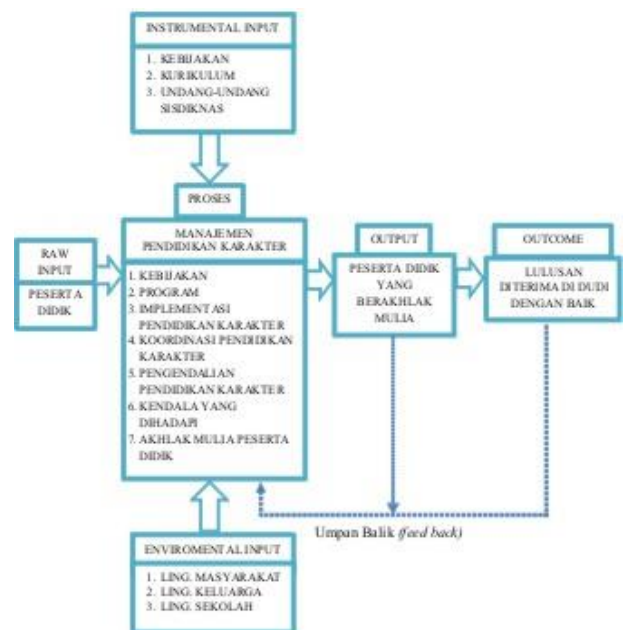 INSTRUMENTAL INPUT
1. KEBIJAKAN
2. KURIKULUM
3. UNDANG-UNDANG
SISDIKNAS
PROSES
MANAJEMEN
PENDIDIKAN KARAKTER
RAW
INPUT
PESERTA
DIDIK
1. KEBIJAKAN
2. PROGRAM
3. IMPLEMENTASI
PENDIDIKAN KARAKTER
4. KOORDINASI PENDIDIKAN
KARAKTER
5. PENGENDALIAN
PENDIDIKAN KARAKTER
6. KENDALA YANG
DIHADAPI
7. AKHLAK MULIA PESERTA
DIDIK
OUTPUT
PESERTA DIDIK
YANG
BERAKHLAK
MULIA
OUTCOME
LULUSAN
DITERIMA DI DUDI
DENGAN BAIK
Umpan Balik (feed back)
ENVIROMENTAL INPUT
1. LING. MASYARAKAT
2. LING. KELUARGA
3. LING. SEKOLAH